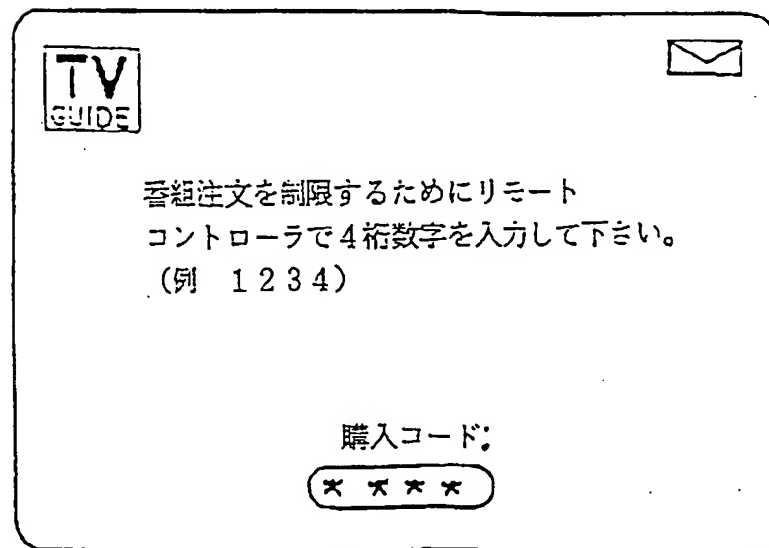 TV
GUIDE
番組注文を制限するためにリモート
コントローラで4桁数字を入力して下さい。
(例 1234)
購入コード:
* * * *